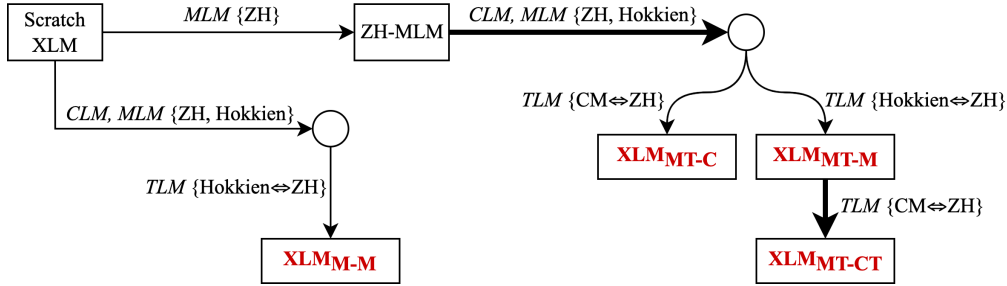 Scratch
XLM
MLM {ZH}
ZH-MLM
CLM, MLM {ZH, Hokkien}
TLM {CM⇔ZH}
TLM {Hokkien⇔ZH}
CLM, MLM {ZH, Hokkien}
XLMMT-C
XLMMT-M
TLM {Hokkien⇔ZH}
TLM {CM⇔ZH}
XLMM-M
XLMMT-CT